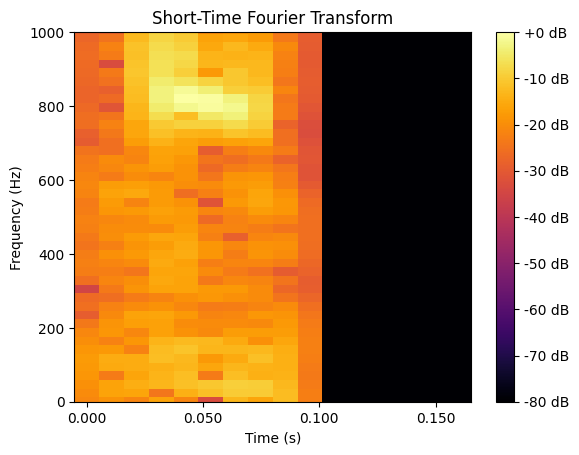 Short-Time Fourier Transform
1000
800
600
400
200
0
Frequency (Hz)
0.000
0.050
0.100
0.150
Time (s)
+0 dB
-10 dB
-20 dB
-30 dB
-40 dB
-50 dB
-60 dB
-70 dB
-80 dB